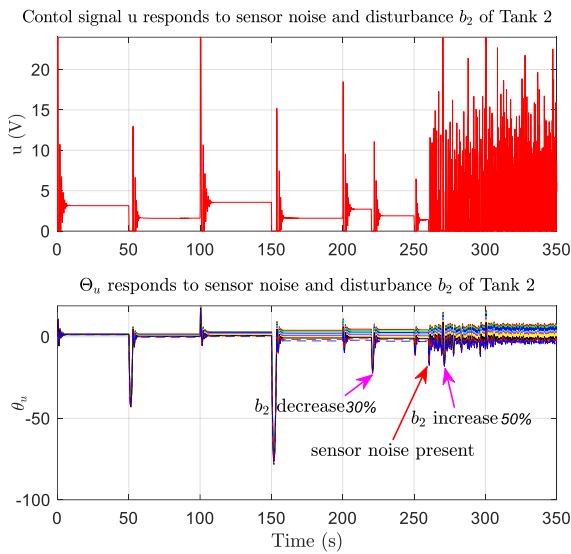 Contol signal u responds to sensor noise and disturbance b₂ of Tank 2
u (V)
20
15
10
5
0
0 50 100 150 200 250 300 350
Θᵤ responds to sensor noise and disturbance b₂ of Tank 2
θᵤ
0
-50
-100
b₂ decrease30%
b₂ increase50%
sensor noise present
0 50 100 150 200 250 300 350
Time (s)